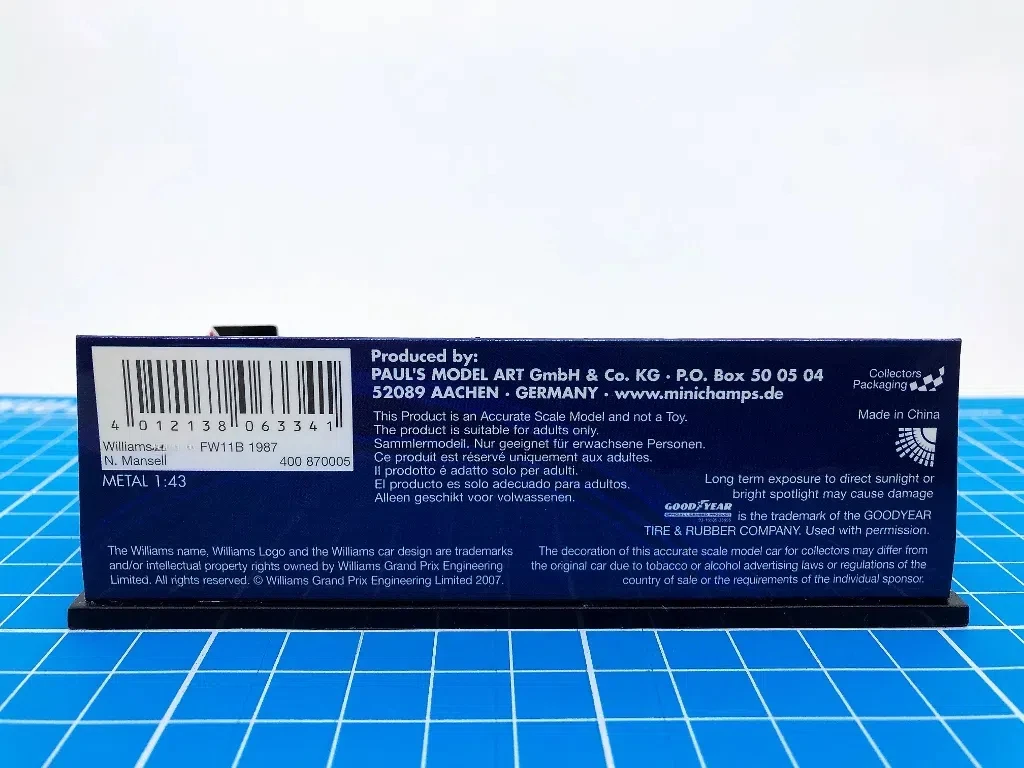 4 012138 063341
Williams FW11B 1987
N. Mansell 400 870005
METAL 1:43
Produced by:
PAUL'S MODEL ART GmbH & Co. KG · P.O. Box 50 05 04
52089 AACHEN · GERMANY · www.minichamps.de
This Product is an Accurate Scale Model and not a Toy.
The product is suitable for adults only.
Sammlermodell. Nur geeignet für erwachsene Personen.
Ce produit est réservé uniquement aux adultes.
Il prodotto é adatto solo per adulti.
El producto es solo adecuado para adultos.
Alleen geschikt voor volwassenen.
Collectors
Packaging
Made in China
Long term exposure to direct sunlight or
bright spotlight may cause damage
GOODYEAR is the trademark of the GOODYEAR
TIRE & RUBBER COMPANY. Used with permission.
The Williams name, Williams Logo and the Williams car design are trademarks
and/or intellectual property rights owned by Williams Grand Prix Engineering
Limited. All rights reserved. © Williams Grand Prix Engineering Limited 2007.
The decoration of this accurate scale model car for collectors may differ from
the original car due to tobacco or alcohol advertising laws or regulations of the
country of sale or the requirements of the individual sponsor.